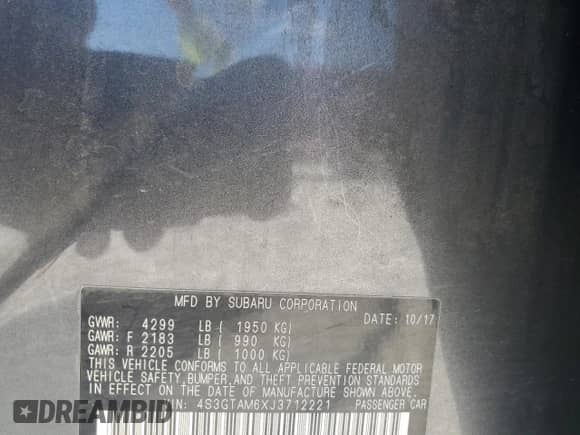 MFD BY SUBARU CORPORATION
GVWR: 4299 LB ( 1950 KG) DATE: 10/17
GAWR: F 2183 LB ( 990 KG)
GAWR: R 2205 LB ( 1000 KG)
THIS VEHICLE CONFORMS TO ALL APPLICABLE FEDERAL MOTOR
VEHICLE SAFETY, BUMPER, AND THEFT PREVENTION STANDARDS
IN EFFECT ON THE DATE OF MANUFACTURE SHOWN ABOVE.
VIN: 4S3GTAM6XJ3712221 PASSENGER CAR
REBIDMOTORS